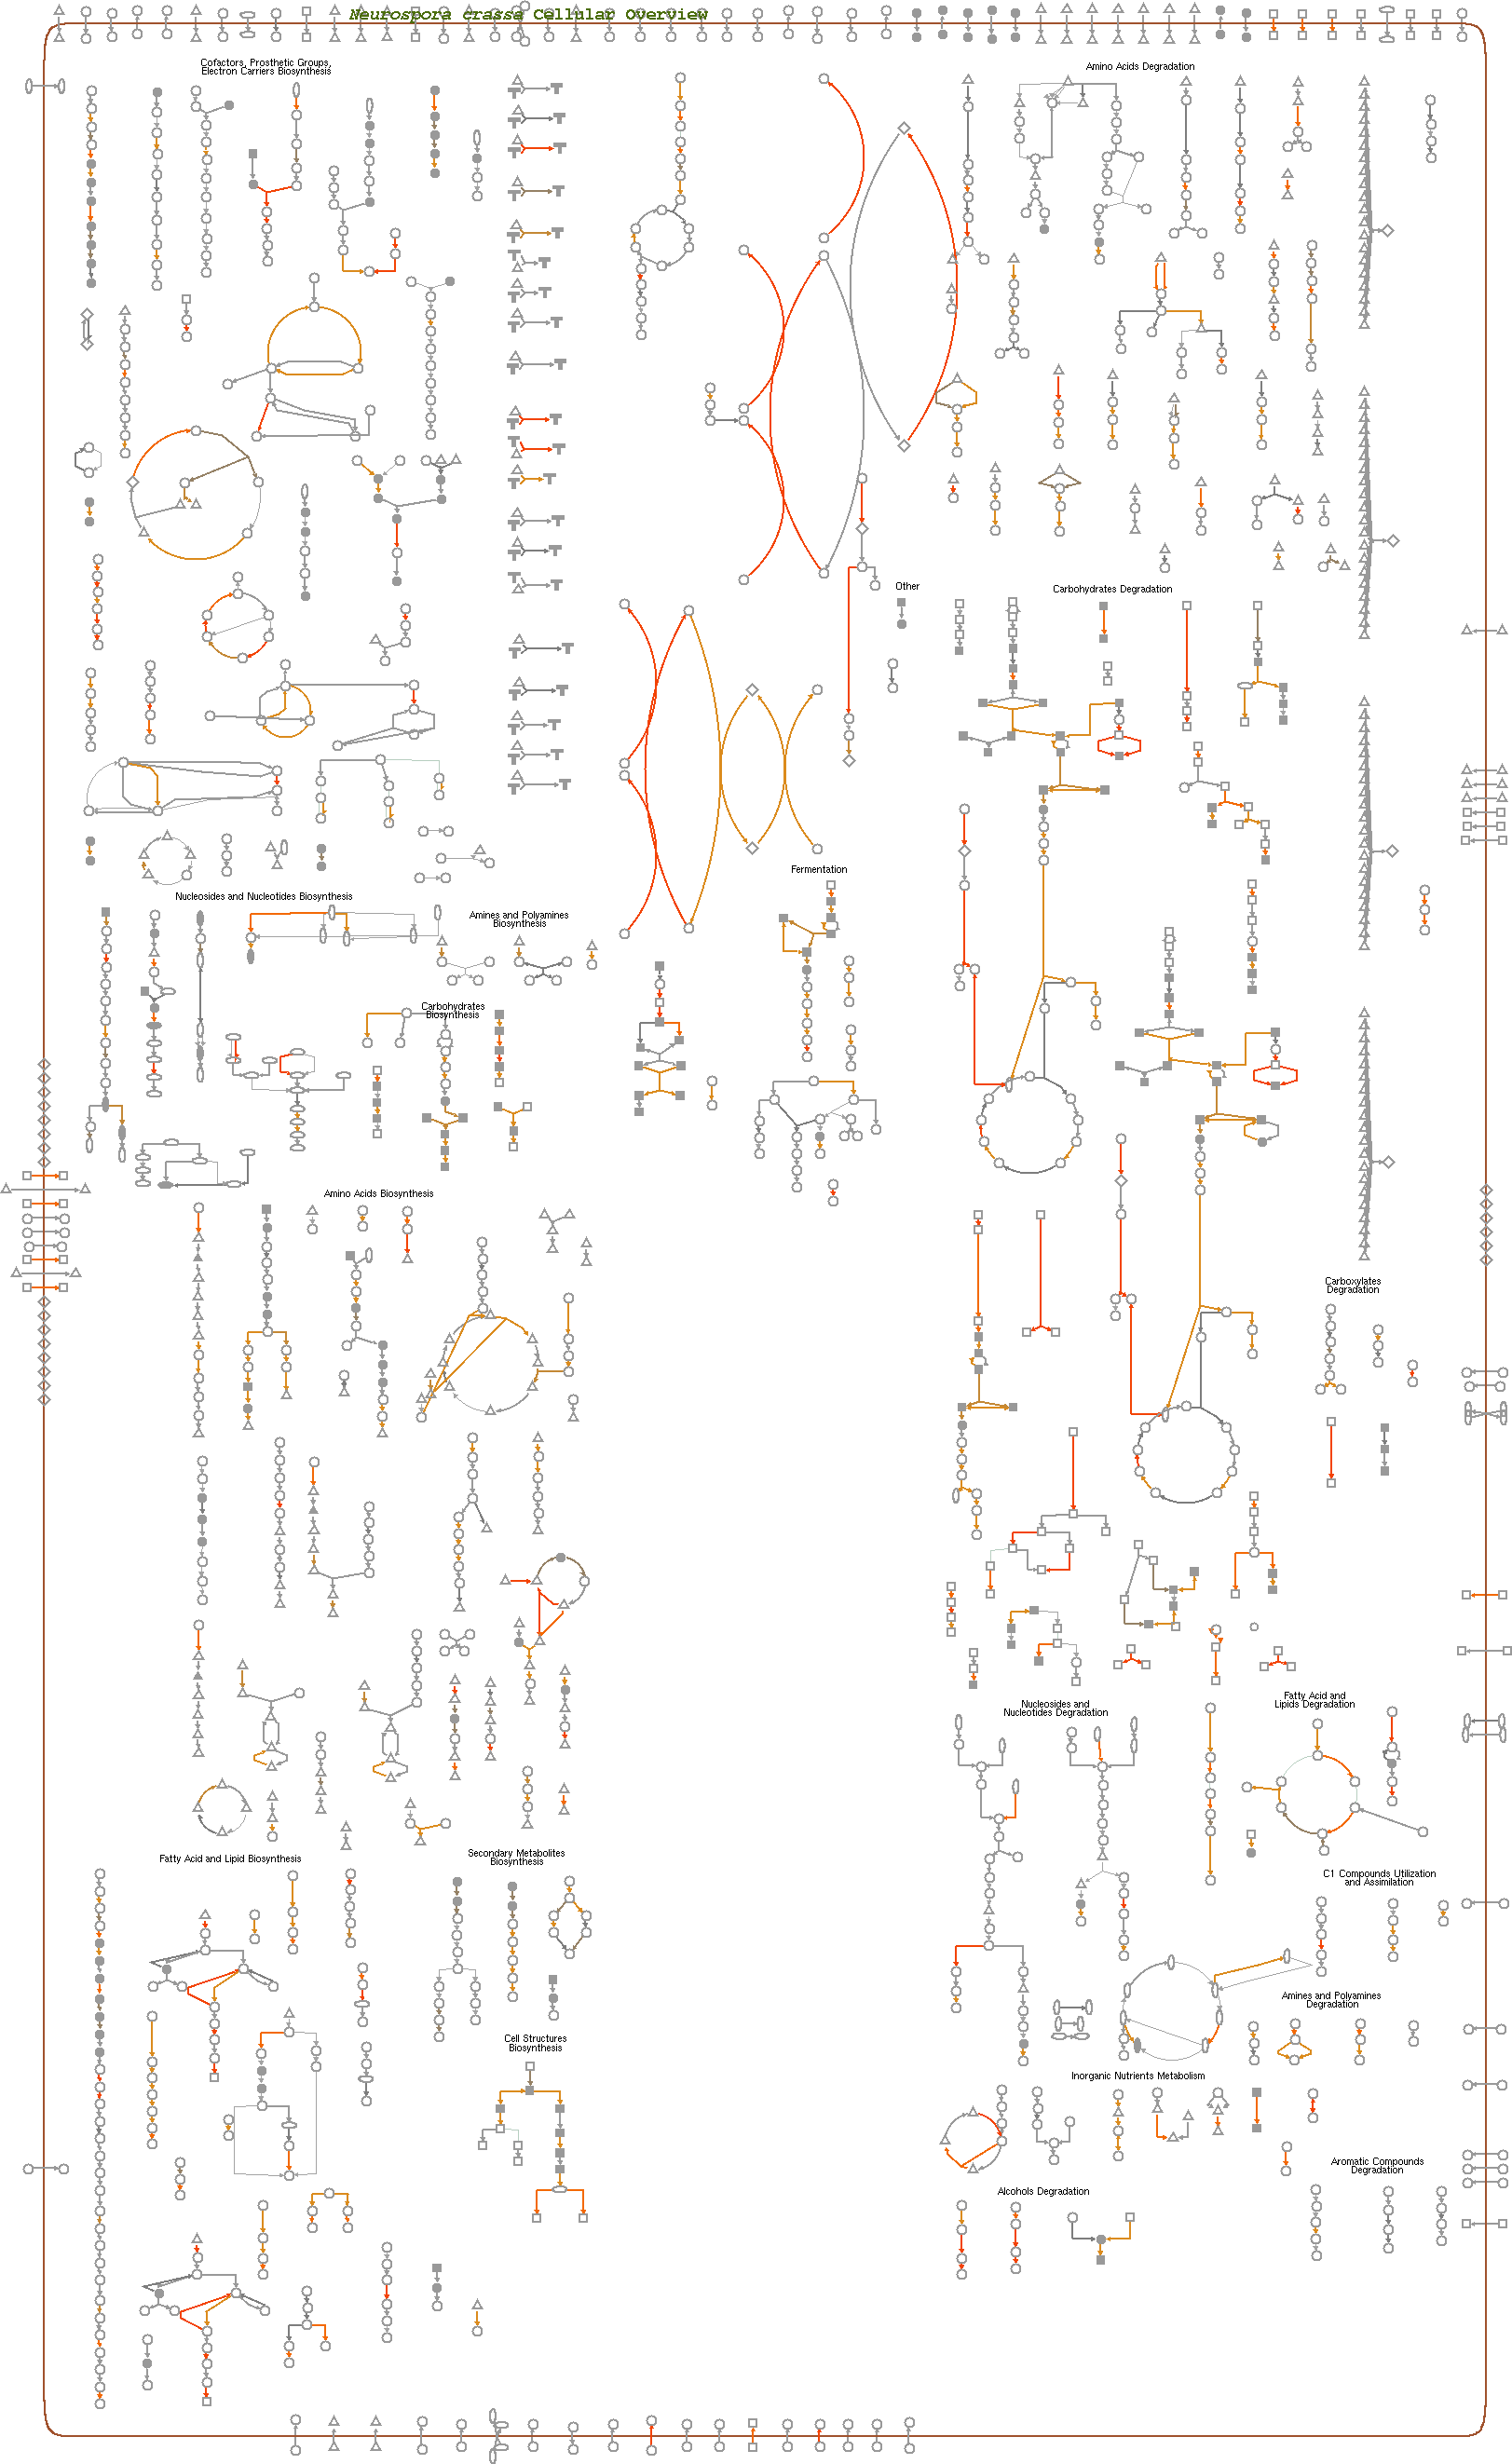 Neurospora crassa Cellular Overview
Cofactors, Prosthetic Groups,
Electron Carriers Biosynthesis
Amino Acids Degradation
Other
Carbohydrates Degradation
Fermentation
Nucleosides and Nucleotides Biosynthesis
Amines and Polyamines
Biosynthesis
Carbohydrates
Biosynthesis
Amino Acids Biosynthesis
Carboxylates
Degradation
Nucleosides and
Nucleotides Degradation
Fatty Acid and
Lipids Degradation
Fatty Acid and Lipid Biosynthesis
Secondary Metabolites
Biosynthesis
C1 Compounds Utilization
and Assimilation
Amines and Polyamines
Degradation
Cell Structures
Biosynthesis
Inorganic Nutrients Metabolism
Aromatic Compounds
Degradation
Alcohols Degradation